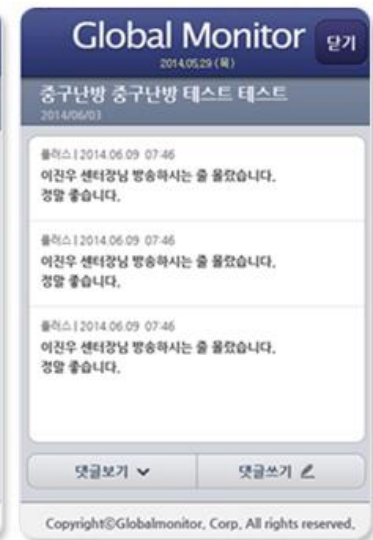 Global Monitor
닫기
2014.05.29 (목)
중구난방 중구난방 테스트 테스트
2014/06/03
플러스 | 2014.06.09 07:46
이진우 센터장님 방송하시는 줄 몰랐습니다.
정말 좋습니다.
플러스 | 2014.06.09 07:46
이진우 센터장님 방송하시는 줄 몰랐습니다.
정말 좋습니다.
플러스 | 2014.06.09 07:46
이진우 센터장님 방송하시는 줄 몰랐습니다.
정말 좋습니다.
댓글보기 댓글쓰기
Copyright©Globalmonitor, Corp, All rights reserved.